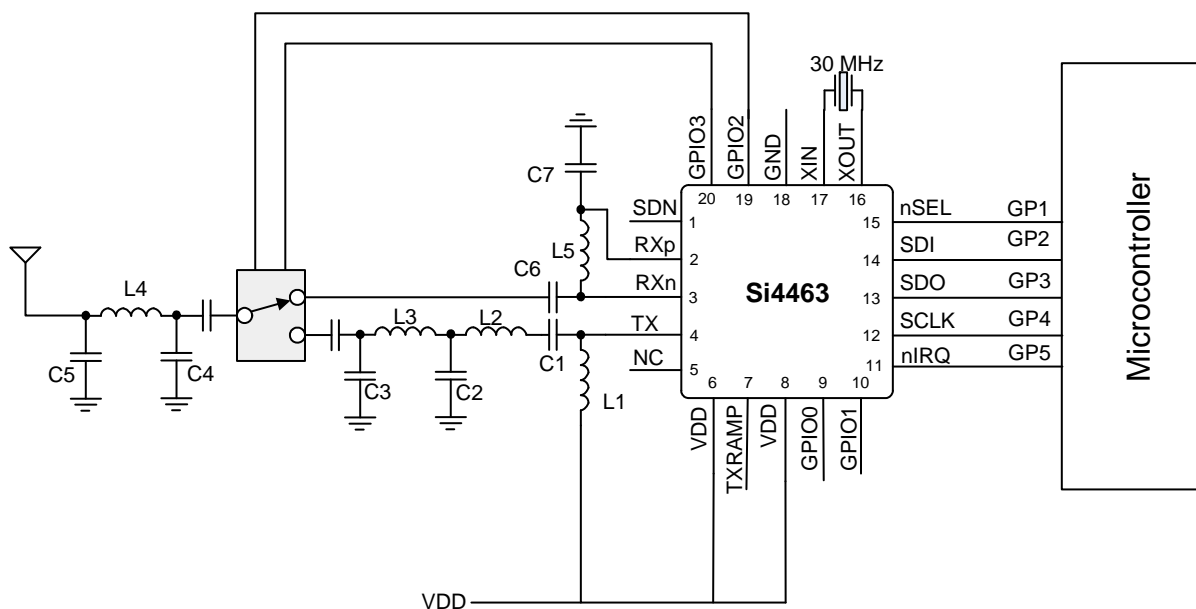 30 MHz
GPIO3
GPIO2
GND
XIN
XOUT
20
19
18
17
16
C7
SDN
1
15
nSEL
GP1
L5
RXp
2
14
SDI
GP2
L4
C6
RXn
3
Si4463
13
SDO
GP3
L3
L2
TX
4
12
SCLK
GP4
C1
NC
5
11
nIRQ
GP5
C5
C4
C3
C2
L1
6
7
8
9
10
VDD
TXRAMP
VDD
GPIO0
GPIO1
Microcontroller
VDD